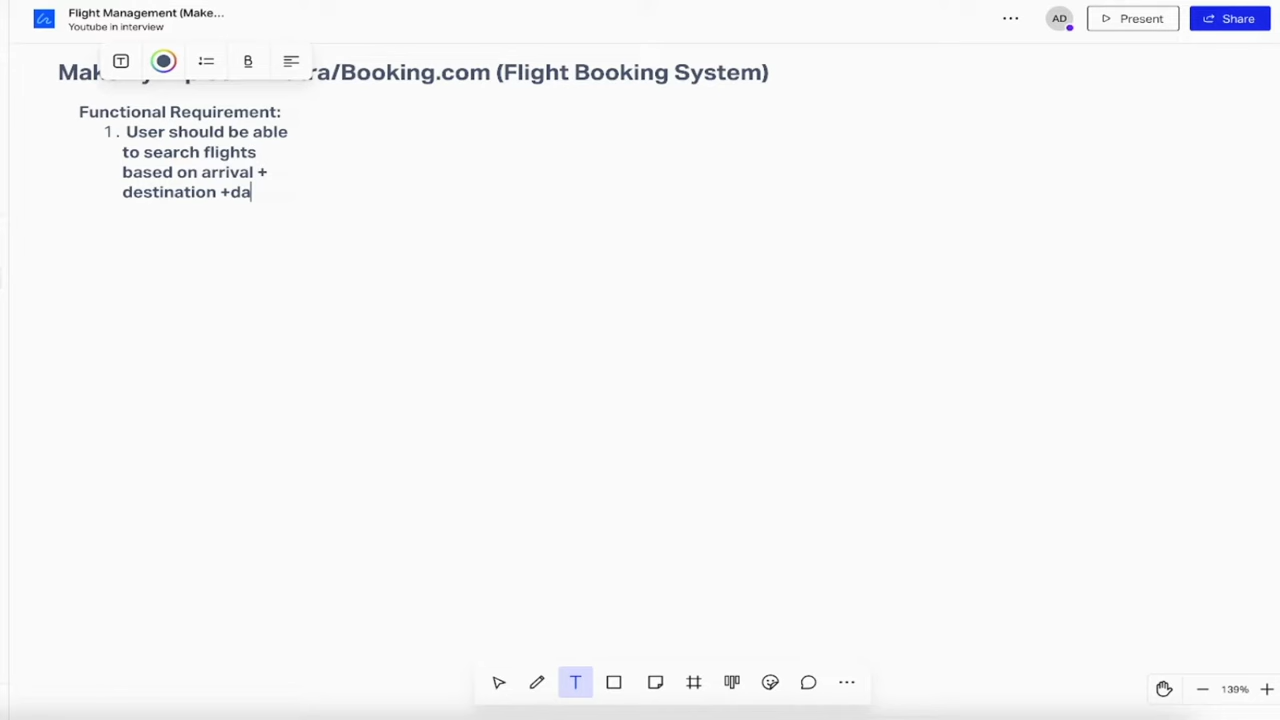 Flight Management (Make...
Youtube in interview
AD
Present
Share
ra/Booking.com (Flight Booking System)
Functional Requirement:
1. User should be able
to search flights
based on arrival +
destination +da
139%